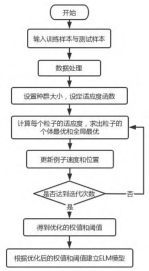 开始
输入训练样本与测试样本
数据处理
设置种群大小，设定适应度函数
计算每个粒子的适应度，求出粒子的
个体最优和全局最优
更新例子速度和位置
是否达到迭代次数
否
是
得到优化的权值和阈值
根据优化后的权值和阈值建立ELM模型